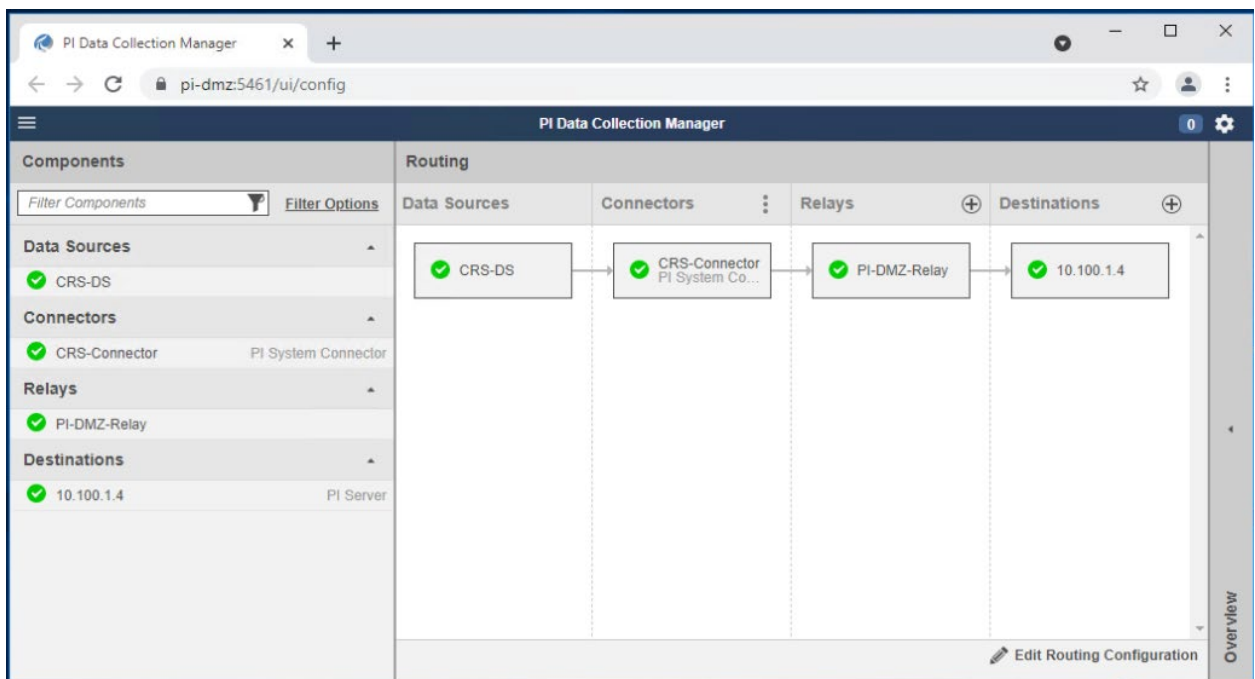 PI Data Collection Manager
pi-dmz:5461/ui/config
PI Data Collection Manager 0
Components
Filter Components Filter Options
Data Sources
CRS-DS
Connectors
CRS-Connector PI System Connector
Relays
PI-DMZ-Relay
Destinations
10.100.1.4 PI Server
Routing
Data Sources Connectors Relays Destinations
CRS-DS
CRS-Connector
PI System Co...
PI-DMZ-Relay
10.100.1.4
Edit Routing Configuration
Overview